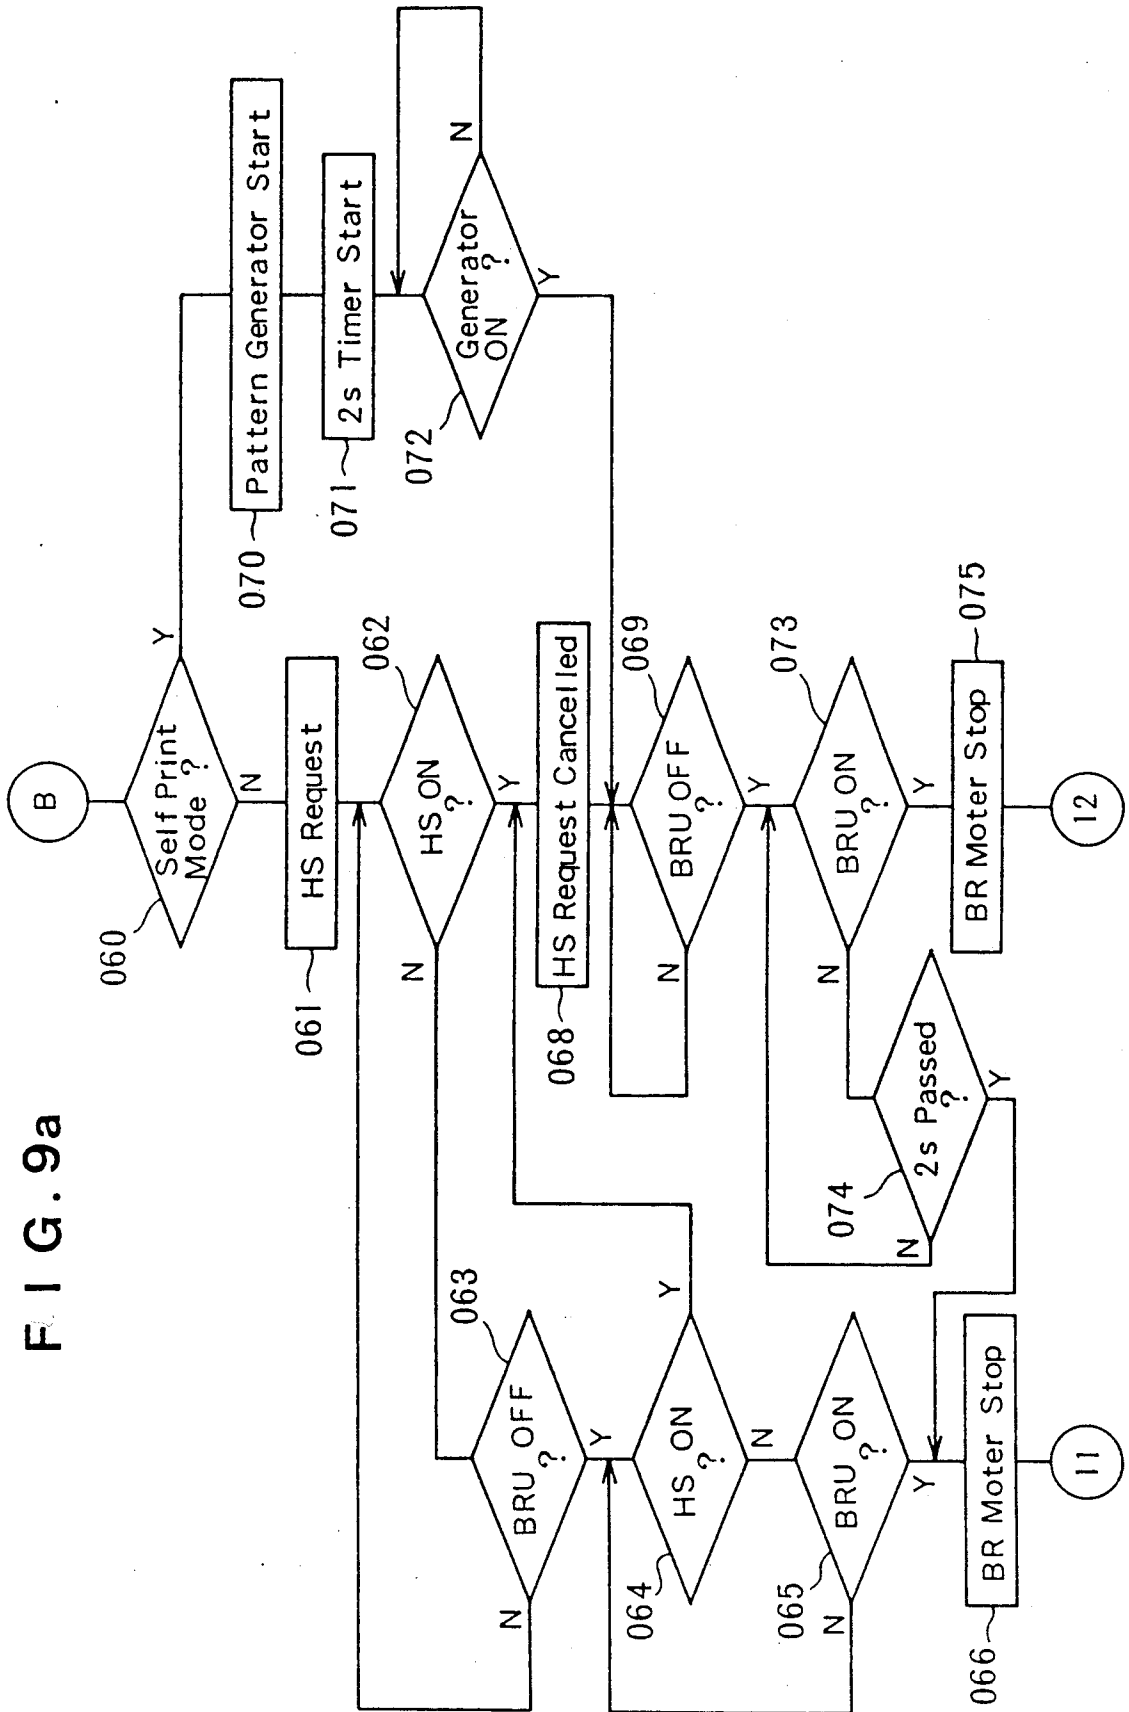 FIG. 9a
B
060
Self Print
Mode ?
Y
N
061
HS Request
070
Pattern Generator Start
071
2s Timer Start
062
HS ON
?
N
Y
072
Generator
ON ?
N
Y
063
BRU OFF
?
N
Y
068
HS Request Cancelled
064
HS ON
?
Y
N
069
BRU OFF
?
N
Y
065
BRU ON
?
N
Y
073
BRU ON
?
N
Y
074
2s Passed
?
N
Y
066
BR Moter Stop
075
BR Moter Stop
11
12